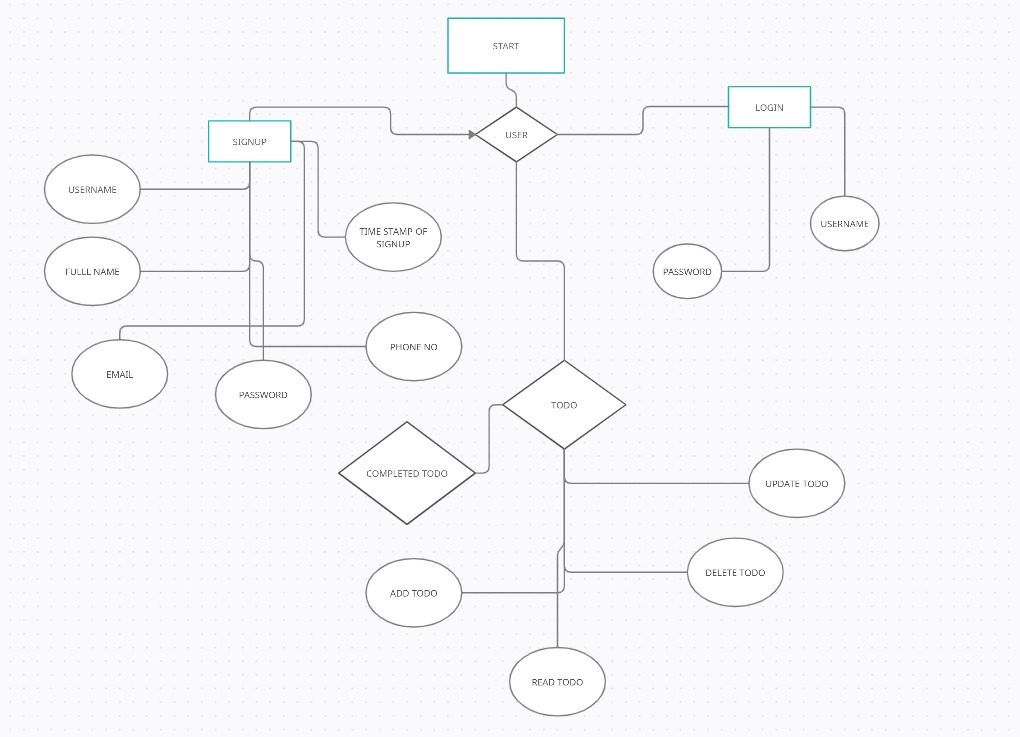 START
LOGIN
USER
SIGNUP
USERNAME
TIME STAMP OF
SIGNUP
USERNAME
FULLL NAME
PASSWORD
PHONE NO
EMAIL
PASSWORD
TODO
COMPLETED TODO
UPDATE TODO
DELETE TODO
ADD TODO
READ TODO